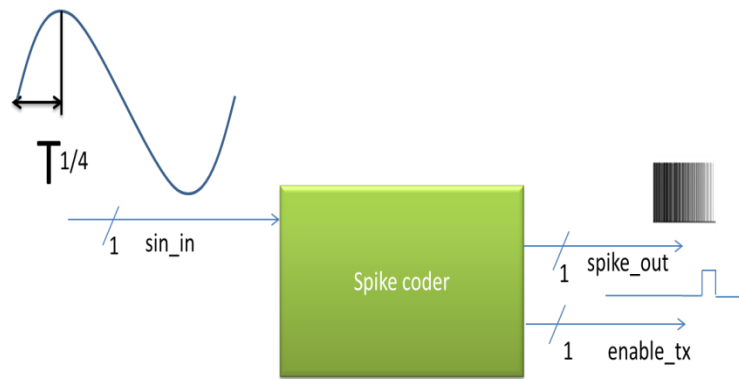 T1/4
1
sin_in
Spike coder
1
spike_out
1
enable_tx